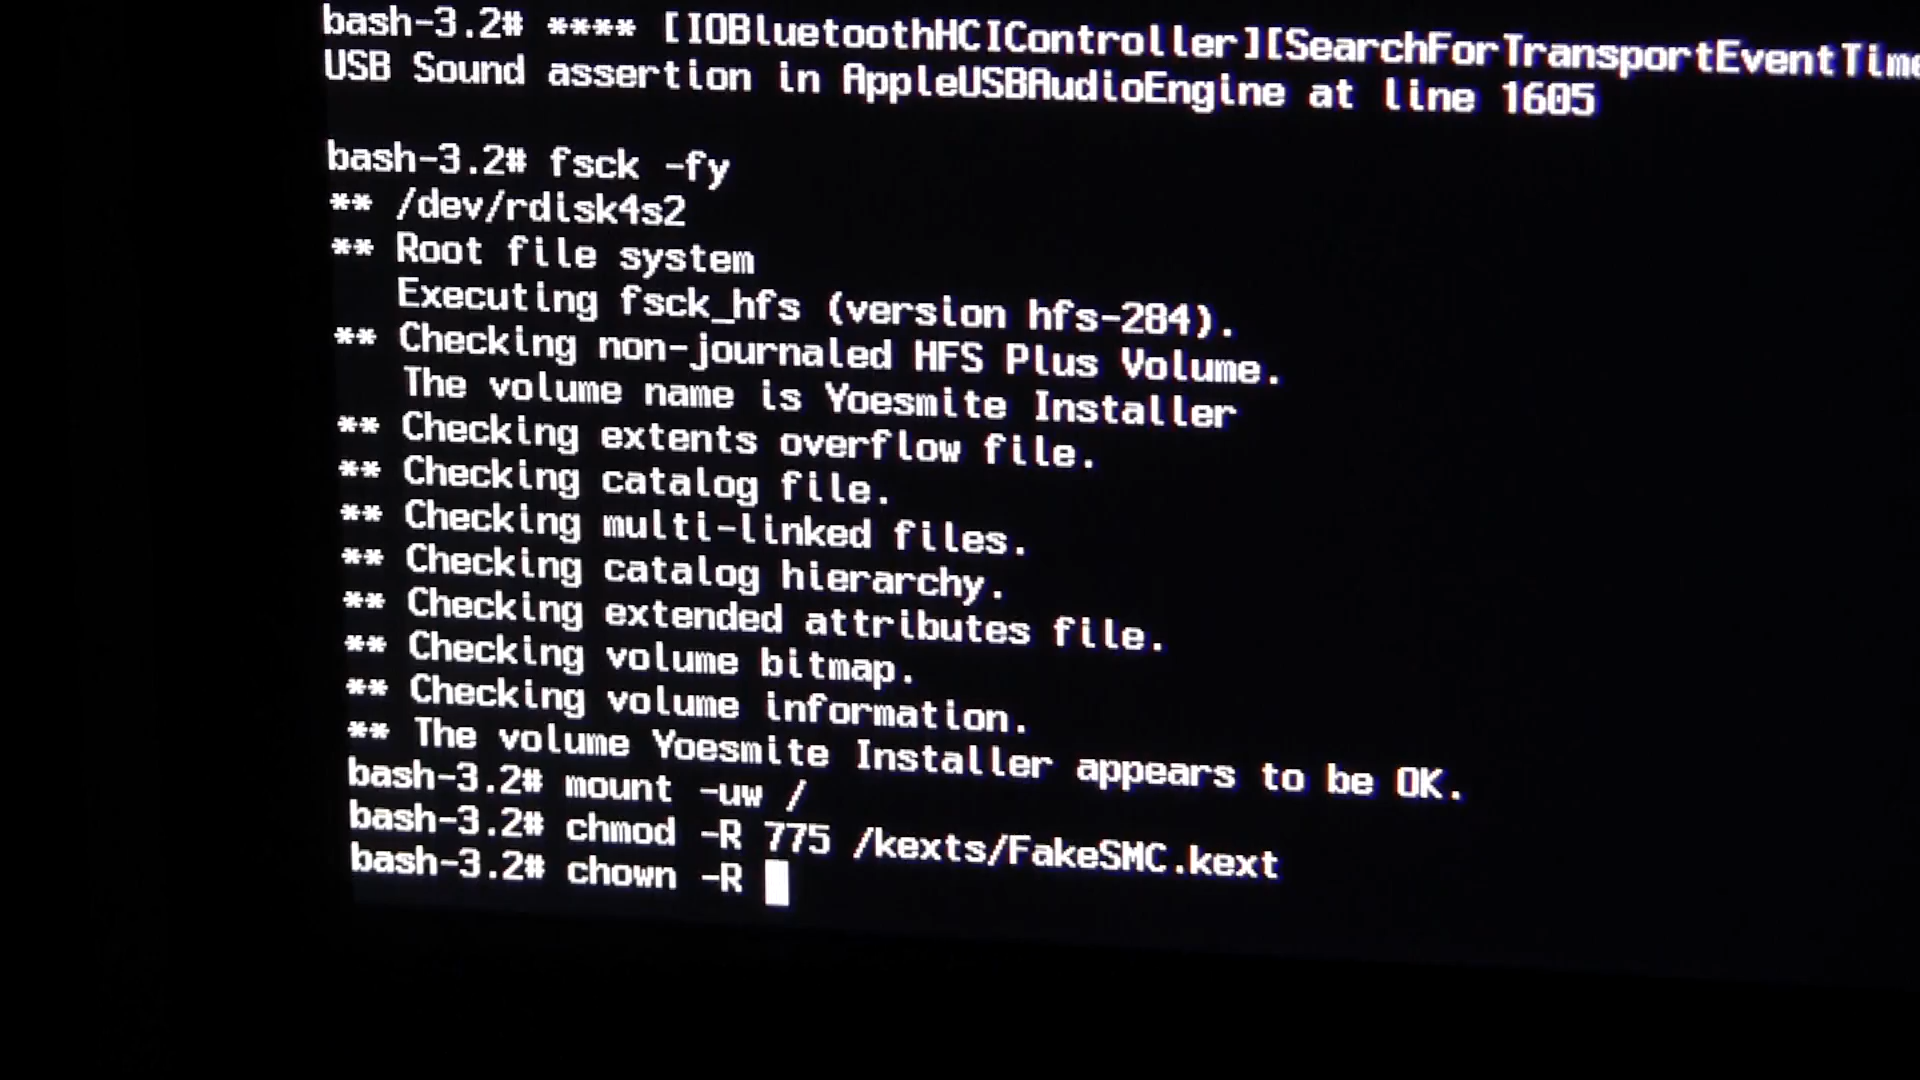 bash-3.2# **** [IOBluetoothHCIController][SearchForTransportEventTime
USB Sound assertion in AppleUSBAudioEngine at line 1605
bash-3.2# fsck -fy
** /dev/rdisk4s2
** Root file system
Executing fsck_hfs (version hfs-284).
** Checking non-journaled HFS Plus Volume.
The volume name is Yoesmite Installer
** Checking extents overflow file.
** Checking catalog file.
** Checking multi-linked files.
** Checking catalog hierarchy.
** Checking extended attributes file.
** Checking volume bitmap.
** Checking volume information.
** The volume Yoesmite Installer appears to be OK.
bash-3.2# mount -uw /
bash-3.2# chmod -R 775 /kexts/FakeSMC.kext
bash-3.2# chown -R